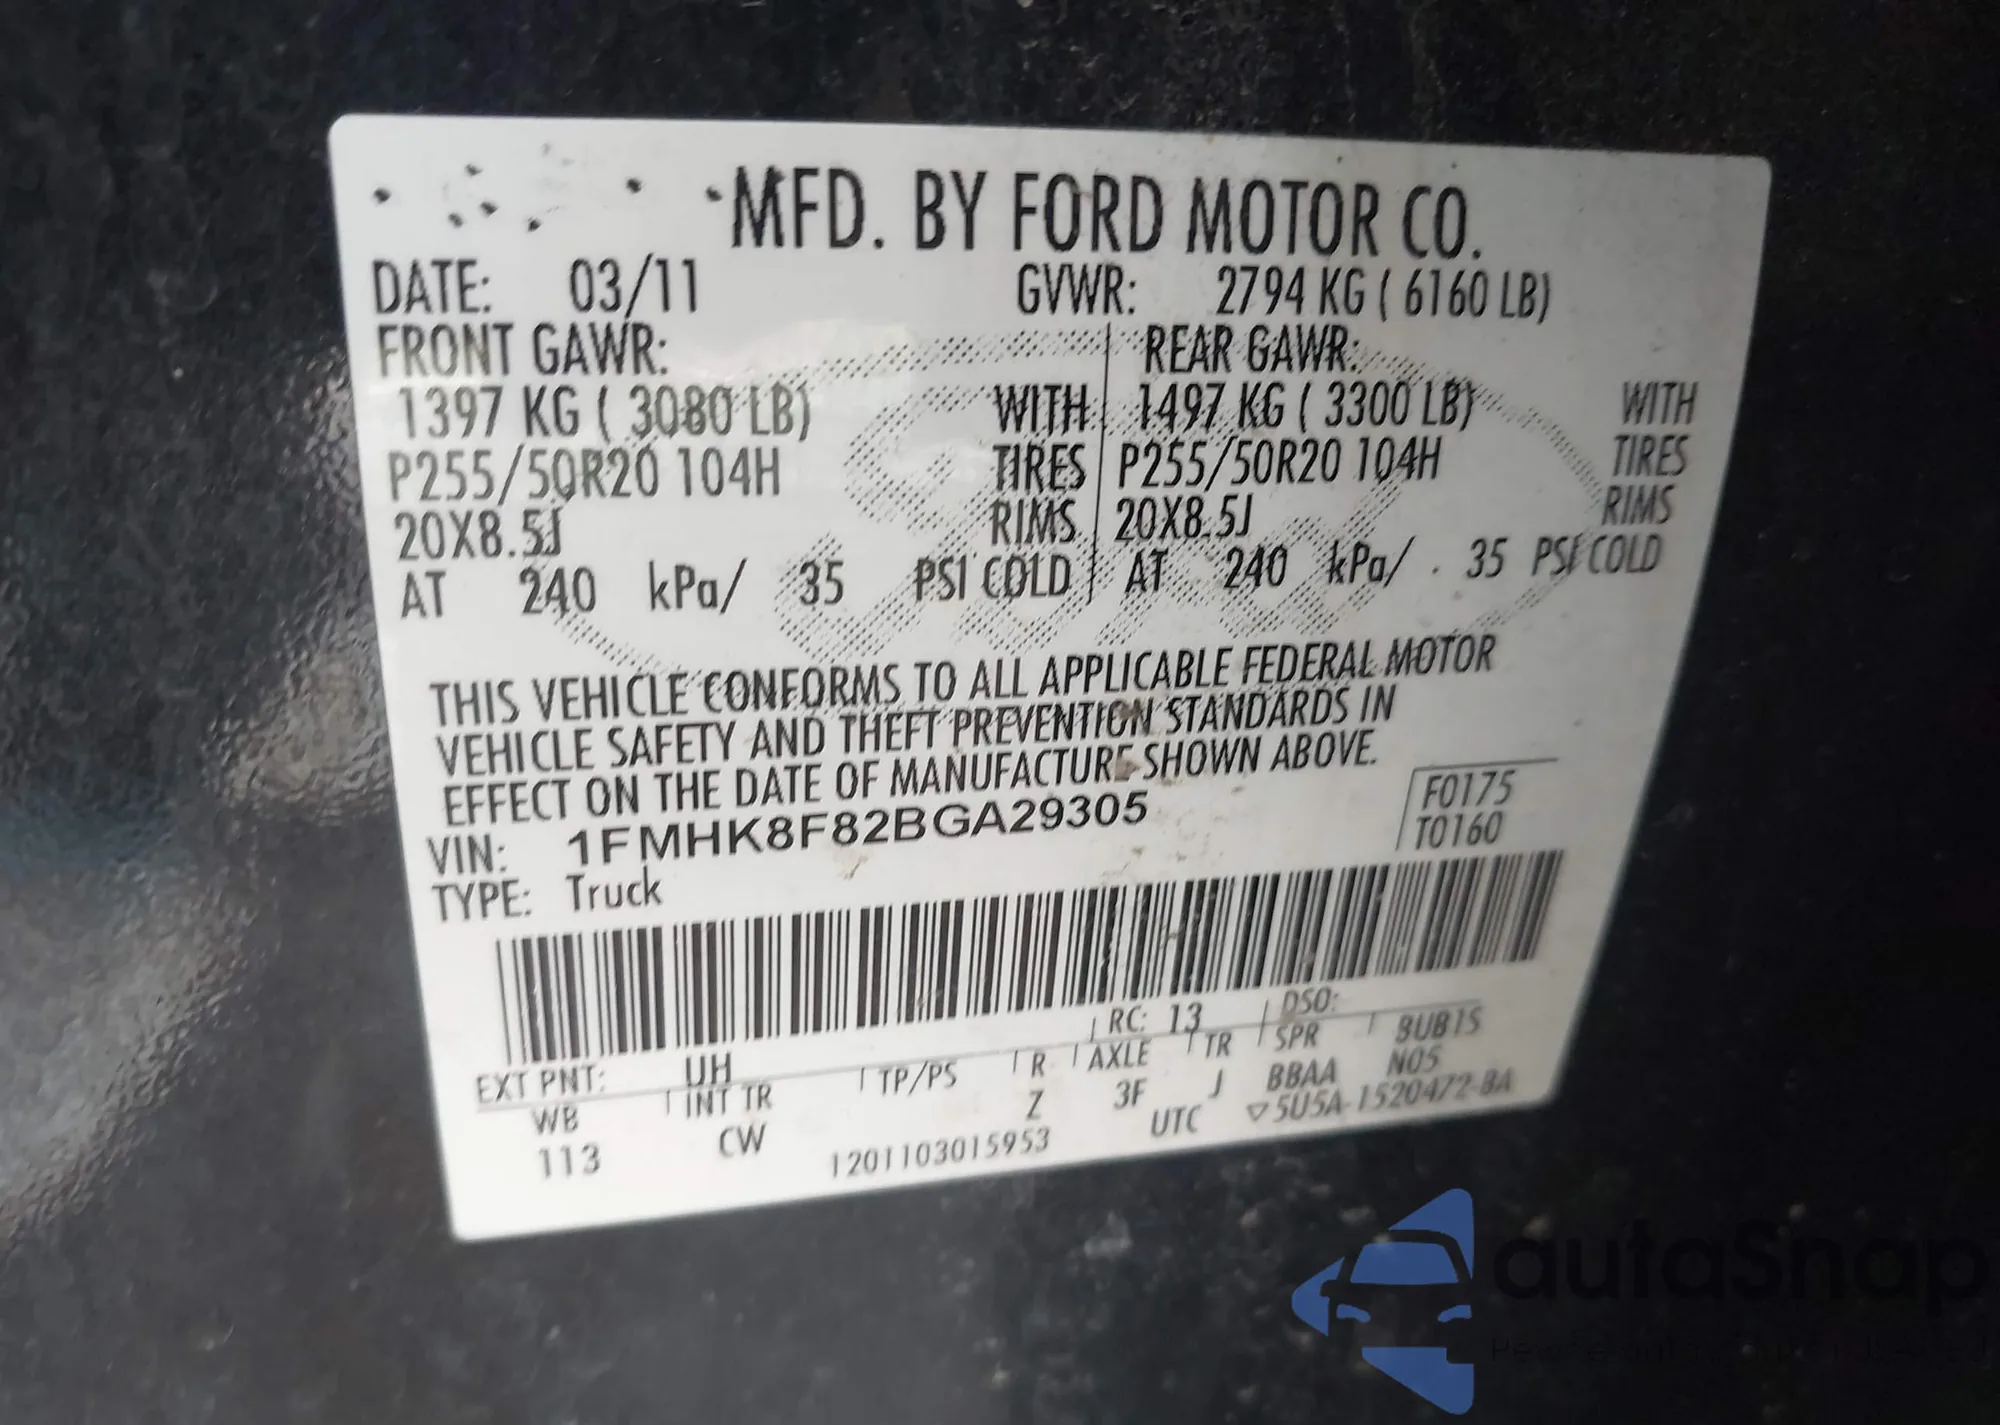 MFD. BY FORD MOTOR CO.
DATE: 03/11 GVWR: 2794 KG ( 6160 LB)
FRONT GAWR: REAR GAWR:
1397 KG ( 3080 LB) WITH 1497 KG ( 3300 LB) WITH
P255/50R20 104H TIRES P255/50R20 104H TIRES
20X8.5J RIMS 20X8.5J RIMS
AT 240 kPa/ 35 PSI COLD AT 240 kPa/ 35 PSI COLD
THIS VEHICLE CONFORMS TO ALL APPLICABLE FEDERAL MOTOR
VEHICLE SAFETY AND THEFT PREVENTION STANDARDS IN
EFFECT ON THE DATE OF MANUFACTURE SHOWN ABOVE.
VIN: 1FMHK8F82BGA29305
F0175
T0160
TYPE: Truck
RC: 13 DSO:
EXT PNT: UH
WB INT TR TP/PS R AXLE TR SPR BUB1S
113 CW Z 3F J BBAA N05
1201103015953 UTC ▽5U5A-1520472-BA
autoSnap